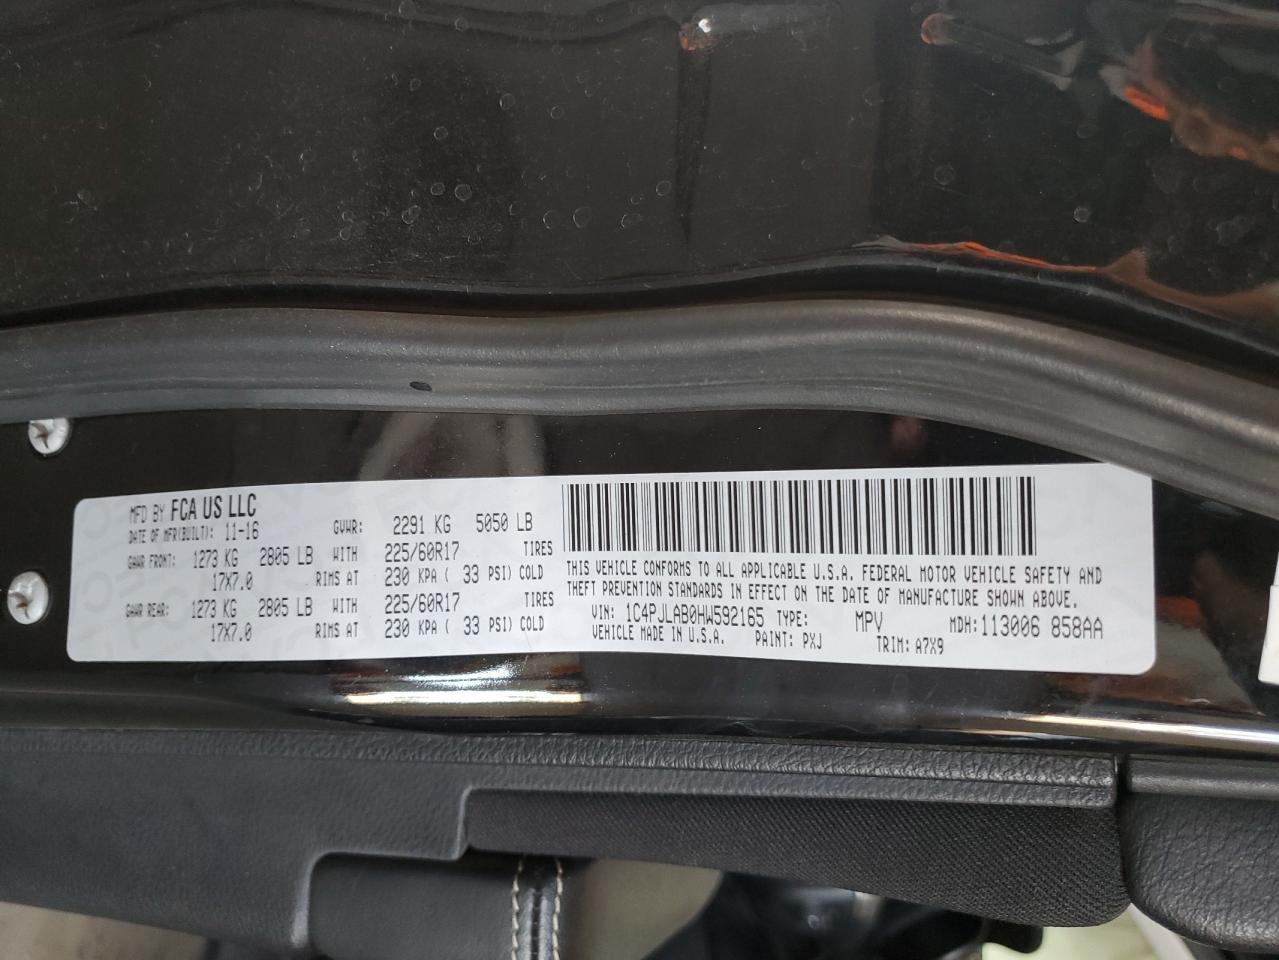 MFD BY FCA US LLC
DATE OF MFR(BUILT): 11-16 GVWR: 2291 KG 5050 LB
GAWR FRONT: 1273 KG 2805 LB WITH 225/60R17 TIRES
17X7.0 RIMS AT 230 KPA ( 33 PSI) COLD
GAWR REAR: 1273 KG 2805 LB WITH 225/60R17 TIRES
17X7.0 RIMS AT 230 KPA ( 33 PSI) COLD
THIS VEHICLE CONFORMS TO ALL APPLICABLE U.S.A. FEDERAL MOTOR VEHICLE SAFETY AND
THEFT PREVENTION STANDARDS IN EFFECT ON THE DATE OF MANUFACTURE SHOWN ABOVE.
VIN: 1C4PJLAB0HW592165 TYPE: MPV MDH: 113006 858AA
VEHICLE MADE IN U.S.A. PAINT: PXJ TRIM: A7X9